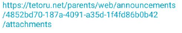 https://tetoru.net/parents/web/announcements
/4852bd70-187a-4091-a35d-1f4fd86b0b42
/attachments